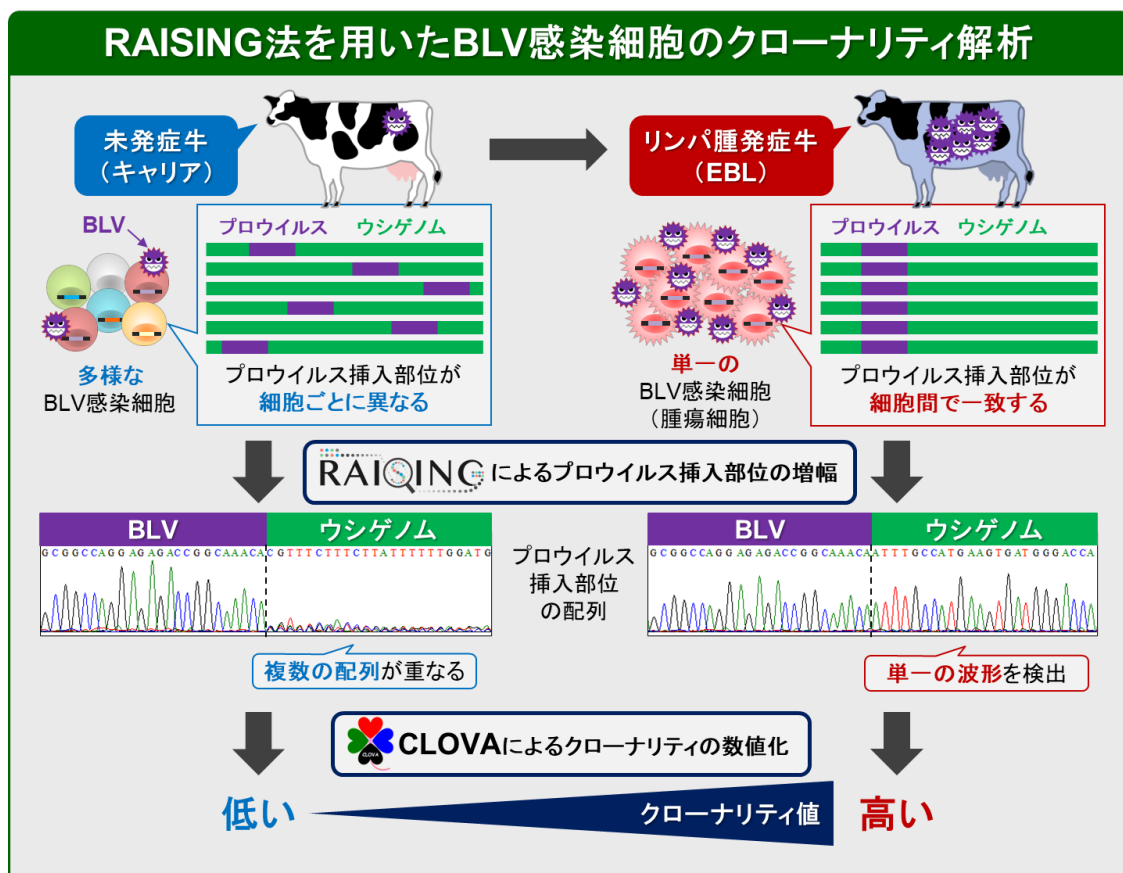 RAISING法を用いたBLV感染細胞のクローナリティ解析
未発症牛
（キャリア）
リンパ腫発症牛
（EBL）
BLV
プロウイルス ウシゲノム
多様な
BLV感染細胞
プロウイルス挿入部位が
細胞ごとに異なる
プロウイルス ウシゲノム
単一の
BLV感染細胞
（腫瘍細胞）
プロウイルス挿入部位が
細胞間で一致する
RAISINGによるプロウイルス挿入部位の増幅
BLV ウシゲノム
GCGGCCAGGAGAGACCGGCAAACACGTTTCTTTCTTATTTTTTGGATG
プロウイルス
挿入部位
の配列
BLV ウシゲノム
GCGGCCAGGAGAGACCGGCAAACAATTTGCCATGAAGTGATGGGACCA
複数の配列が重なる
単一の波形を検出
CLOVA
CLOVAによるクローナリティの数値化
低い
クローナリティ値
高い